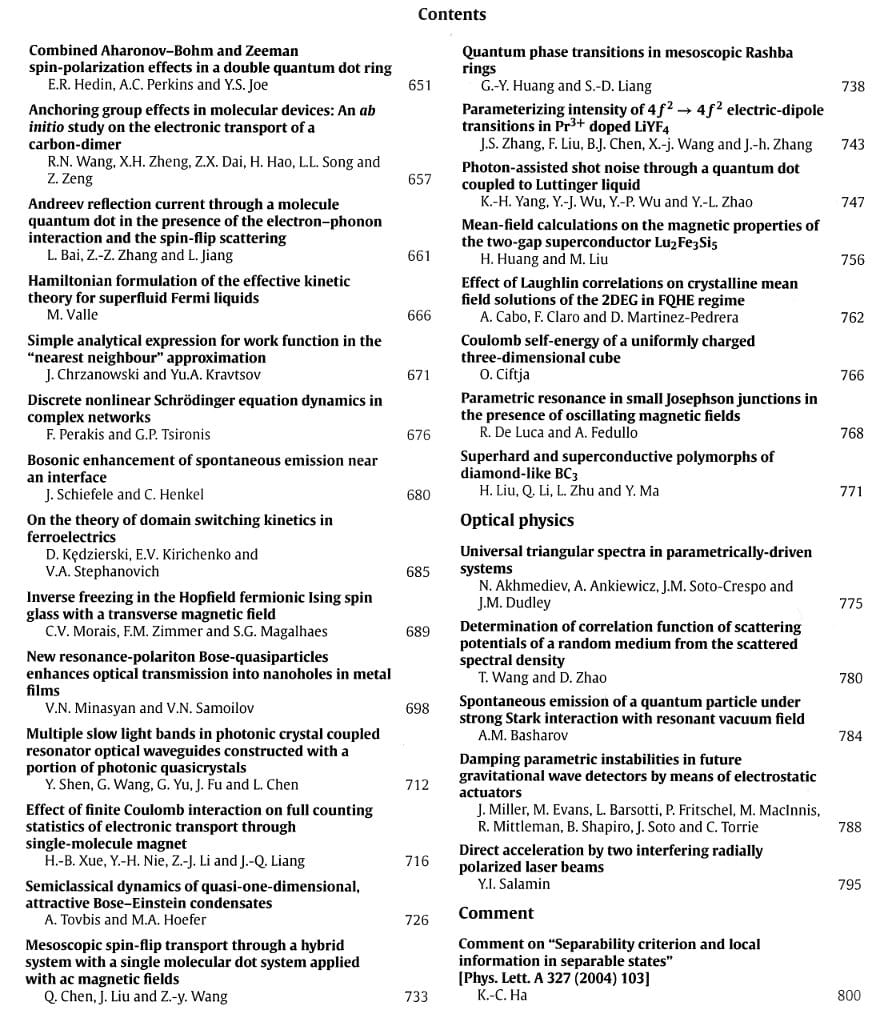 Contents
Combined Aharonov–Bohm and Zeeman
spin-polarization effects in a double quantum dot ring
E.R. Hedin, A.C. Perkins and Y.S. Joe 651
Anchoring group effects in molecular devices: An ab
initio study on the electronic transport of a
carbon-dimer
R.N. Wang, X.H. Zheng, Z.X. Dai, H. Hao, L.L. Song and
Z. Zeng 657
Andreev reflection current through a molecule
quantum dot in the presence of the electron–phonon
interaction and the spin-flip scattering
L. Bai, Z.-Z. Zhang and L. Jiang 661
Hamiltonian formulation of the effective kinetic
theory for superfluid Fermi liquids
M. Valle 666
Simple analytical expression for work function in the
“nearest neighbour” approximation
J. Chrzanowski and Yu.A. Kravtsov 671
Discrete nonlinear Schrödinger equation dynamics in
complex networks
F. Perakis and G.P. Tsironis 676
Bosonic enhancement of spontaneous emission near
an interface
J. Schiefele and C. Henkel 680
On the theory of domain switching kinetics in
ferroelectrics
D. Kędzierski, E.V. Kirichenko and
V.A. Stephanovich 685
Inverse freezing in the Hopfield fermionic Ising spin
glass with a transverse magnetic field
C.V. Morais, F.M. Zimmer and S.G. Magalhaes 689
New resonance-polariton Bose-quasiparticles
enhances optical transmission into nanoholes in metal
films
V.N. Minasyan and V.N. Samoilov 698
Multiple slow light bands in photonic crystal coupled
resonator optical waveguides constructed with a
portion of photonic quasicrystals
Y. Shen, G. Wang, G. Yu, J. Fu and L. Chen 712
Effect of finite Coulomb interaction on full counting
statistics of electronic transport through
single-molecule magnet
H.-B. Xue, Y.-H. Nie, Z.-J. Li and J.-Q. Liang 716
Semiclassical dynamics of quasi-one-dimensional,
attractive Bose–Einstein condensates
A. Tovbis and M.A. Hoefer 726
Mesoscopic spin-flip transport through a hybrid
system with a single molecular dot system applied
with ac magnetic fields
Q. Chen, J. Liu and Z.-y. Wang 733
Quantum phase transitions in mesoscopic Rashba
rings
G.-Y. Huang and S.-D. Liang 738
Parameterizing intensity of 4f² → 4f² electric-dipole
transitions in Pr³⁺ doped LiYF₄
J.S. Zhang, F. Liu, B.J. Chen, X.-j. Wang and J.-h. Zhang 743
Photon-assisted shot noise through a quantum dot
coupled to Luttinger liquid
K.-H. Yang, Y.-J. Wu, Y.-P. Wu and Y.-L. Zhao 747
Mean-field calculations on the magnetic properties of
the two-gap superconductor Lu₂Fe₃Si₅
H. Huang and M. Liu 756
Effect of Laughlin correlations on crystalline mean
field solutions of the 2DEG in FQHE regime
A. Cabo, F. Claro and D. Martinez-Pedrera 762
Coulomb self-energy of a uniformly charged
three-dimensional cube
O. Ciftja 766
Parametric resonance in small Josephson junctions in
the presence of oscillating magnetic fields
R. De Luca and A. Fedullo 768
Superhard and superconductive polymorphs of
diamond-like BC₃
H. Liu, Q. Li, L. Zhu and Y. Ma 771
Optical physics
Universal triangular spectra in parametrically-driven
systems
N. Akhmediev, A. Ankiewicz, J.M. Soto-Crespo and
J.M. Dudley 775
Determination of correlation function of scattering
potentials of a random medium from the scattered
spectral density
T. Wang and D. Zhao 780
Spontaneous emission of a quantum particle under
strong Stark interaction with resonant vacuum field
A.M. Basharov 784
Damping parametric instabilities in future
gravitational wave detectors by means of electrostatic
actuators
J. Miller, M. Evans, L. Barsotti, P. Fritschel, M. MacInnis,
R. Mittleman, B. Shapiro, J. Soto and C. Torrie 788
Direct acceleration by two interfering radially
polarized laser beams
Y.I. Salamin 795
Comment
Comment on “Separability criterion and local
information in separable states”
[Phys. Lett. A 327 (2004) 103]
K.-C. Ha 800